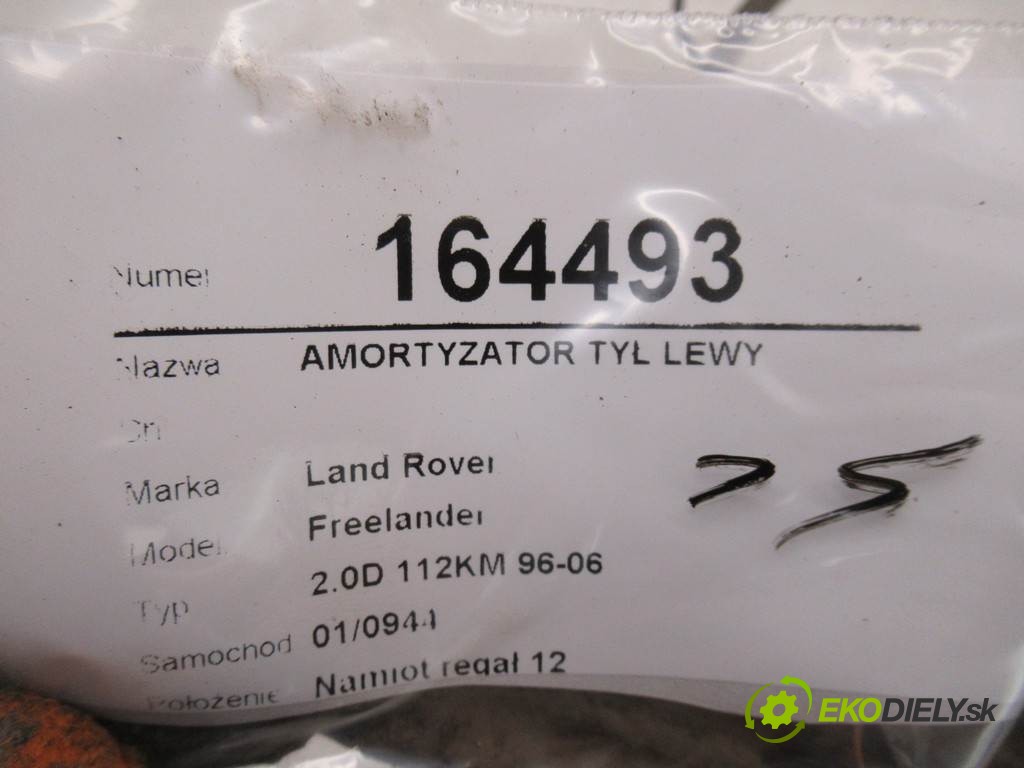 Numer 164493
Nazwa AMORTYZATOR TYŁ LEWY
Marka Land Rover
Model Freelander
Typ 2.0D 112KM 96-06
Samochod 01/0944
Położenie Namiot regał 12
EKODIELY.sk